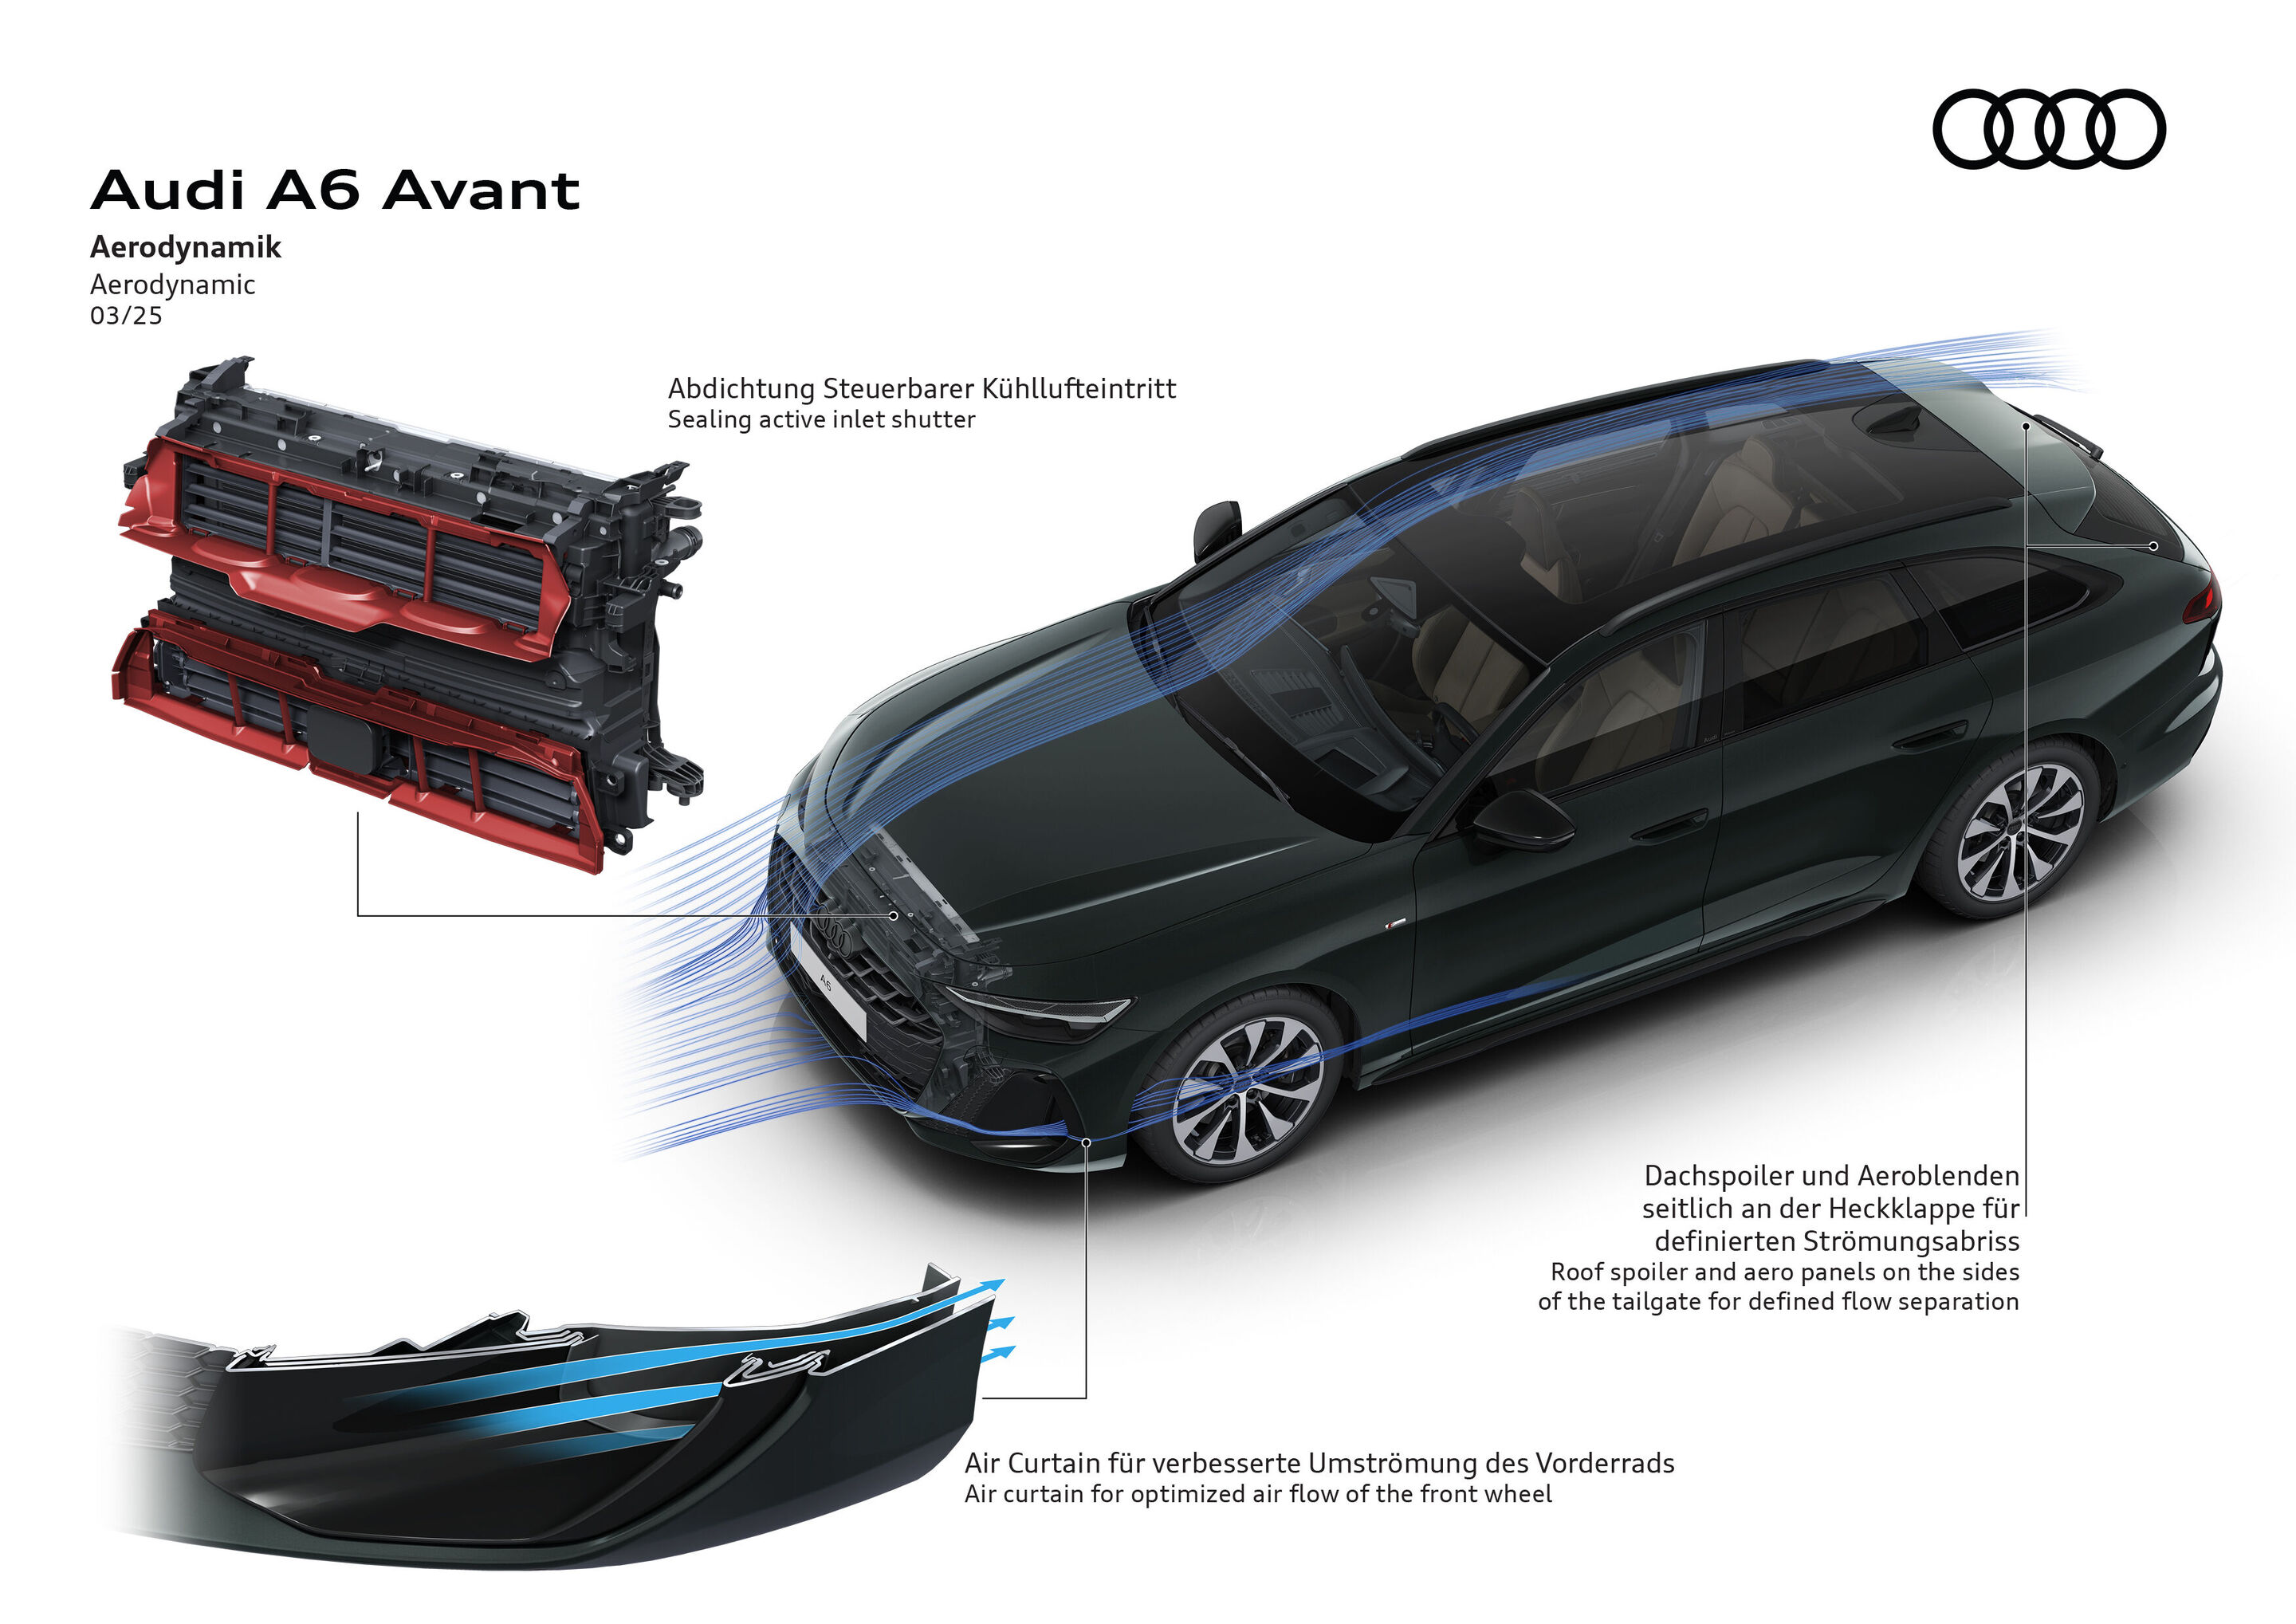 Audi A6 Avant
Aerodynamik
Aerodynamic
03/25
Abdichtung Steuerbarer Kühllufteintritt
Sealing active inlet shutter
A6
Dachspoiler und Aeroblenden
seitlich an der Heckklappe für
definierten Strömungsabriss
Roof spoiler and aero panels on the sides
of the tailgate for defined flow separation
Air Curtain für verbesserte Umströmung des Vorderrads
Air curtain for optimized air flow of the front wheel